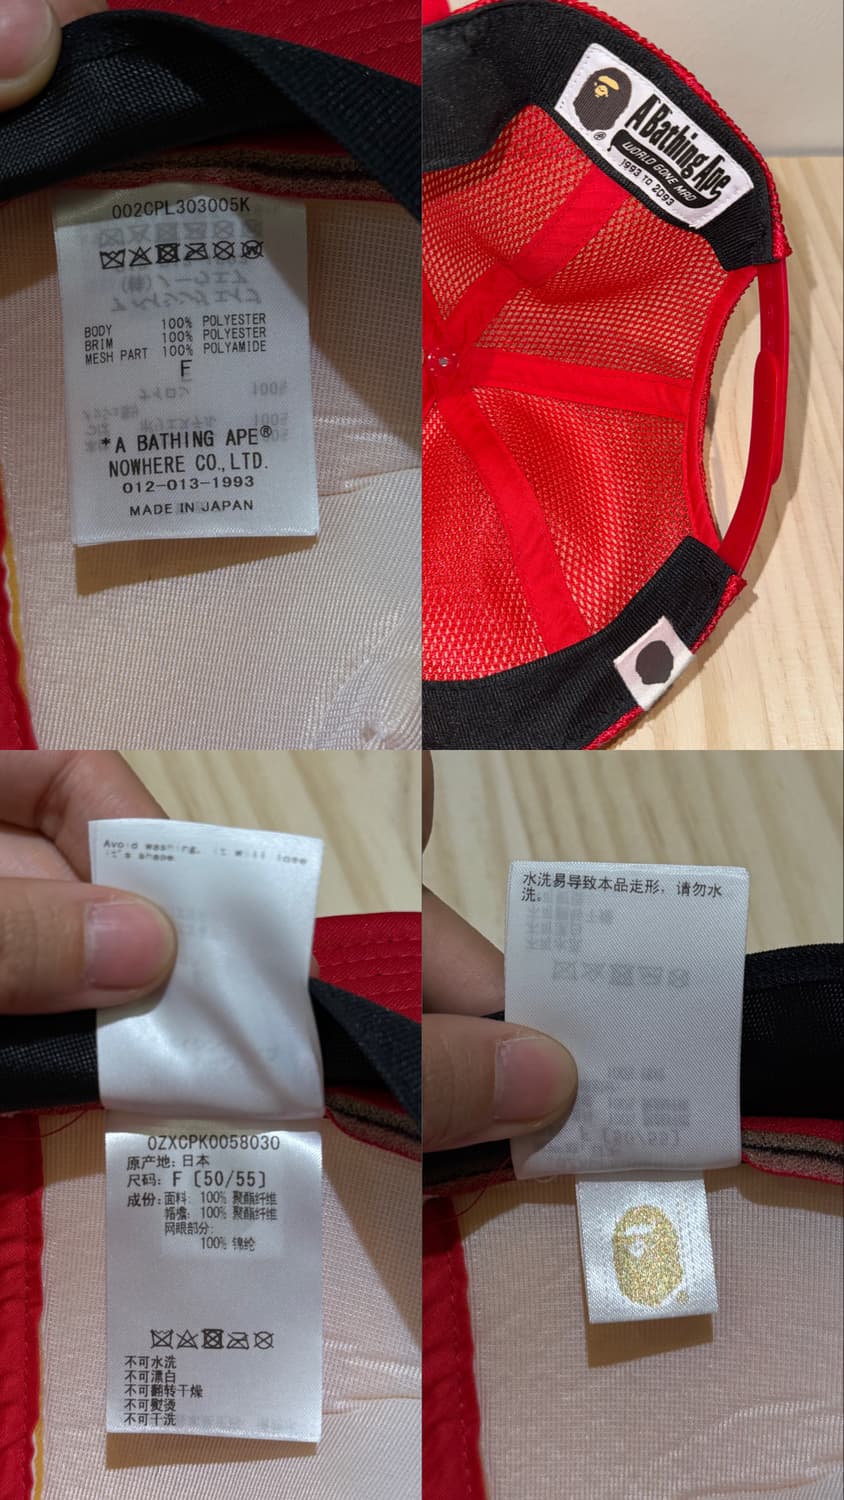 002CPL303005K
BODY 100% POLYESTER
BRIM 100% POLYESTER
MESH PART 100% POLYAMIDE
F
*A BATHING APE®
NOWHERE CO.,LTD.
012-013-1993
MADE IN JAPAN
A Bathing Ape
®
WORLD GONE MAD
1993 TO 2093
Avoid washing, it will lose
it's shape.
0ZXCPK0058030
原产地: 日本
尺码: F [50/55]
成份: 面料: 100% 聚酯纤维
帽檐: 100% 聚酯纤维
网眼部分:
100% 锦纶
不可水洗
不可漂白
不可翻转干燥
不可熨烫
不可干洗
水洗易导致本品走形, 请勿水
洗。